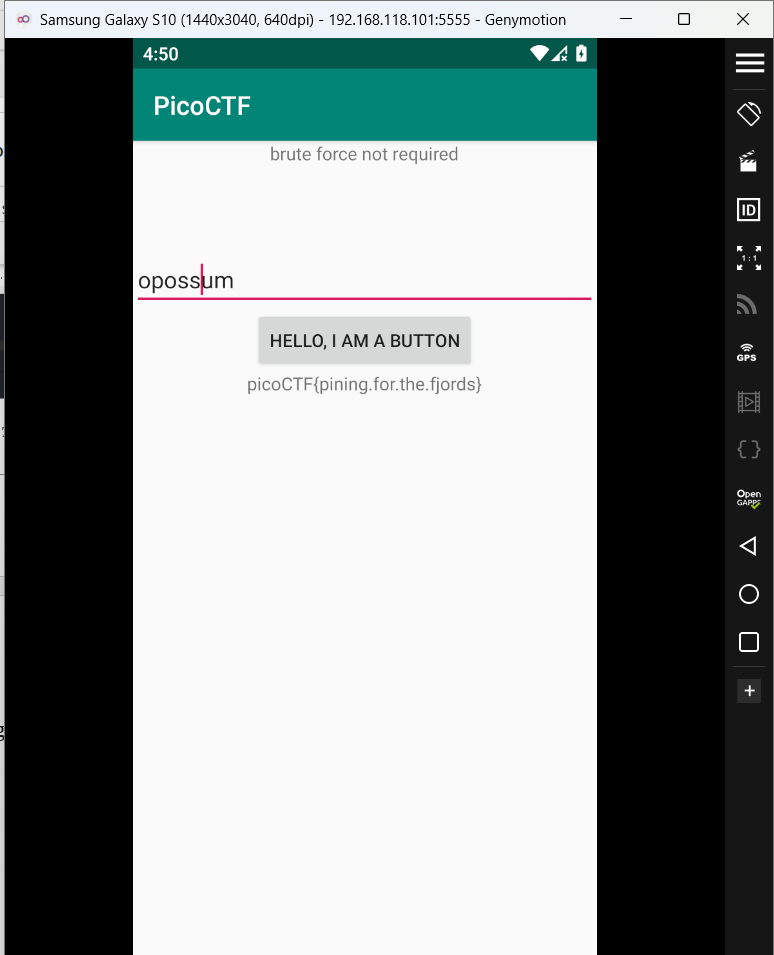 Samsung Galaxy S10 (1440x3040, 640dpi) - 192.168.118.101:5555 - Genymotion
4:50
PicoCTF
brute force not required
opossum
HELLO, I AM A BUTTON
picoCTF{pining.for.the.fjords}
ID
1 : 1
GPS
Open
GAPPS